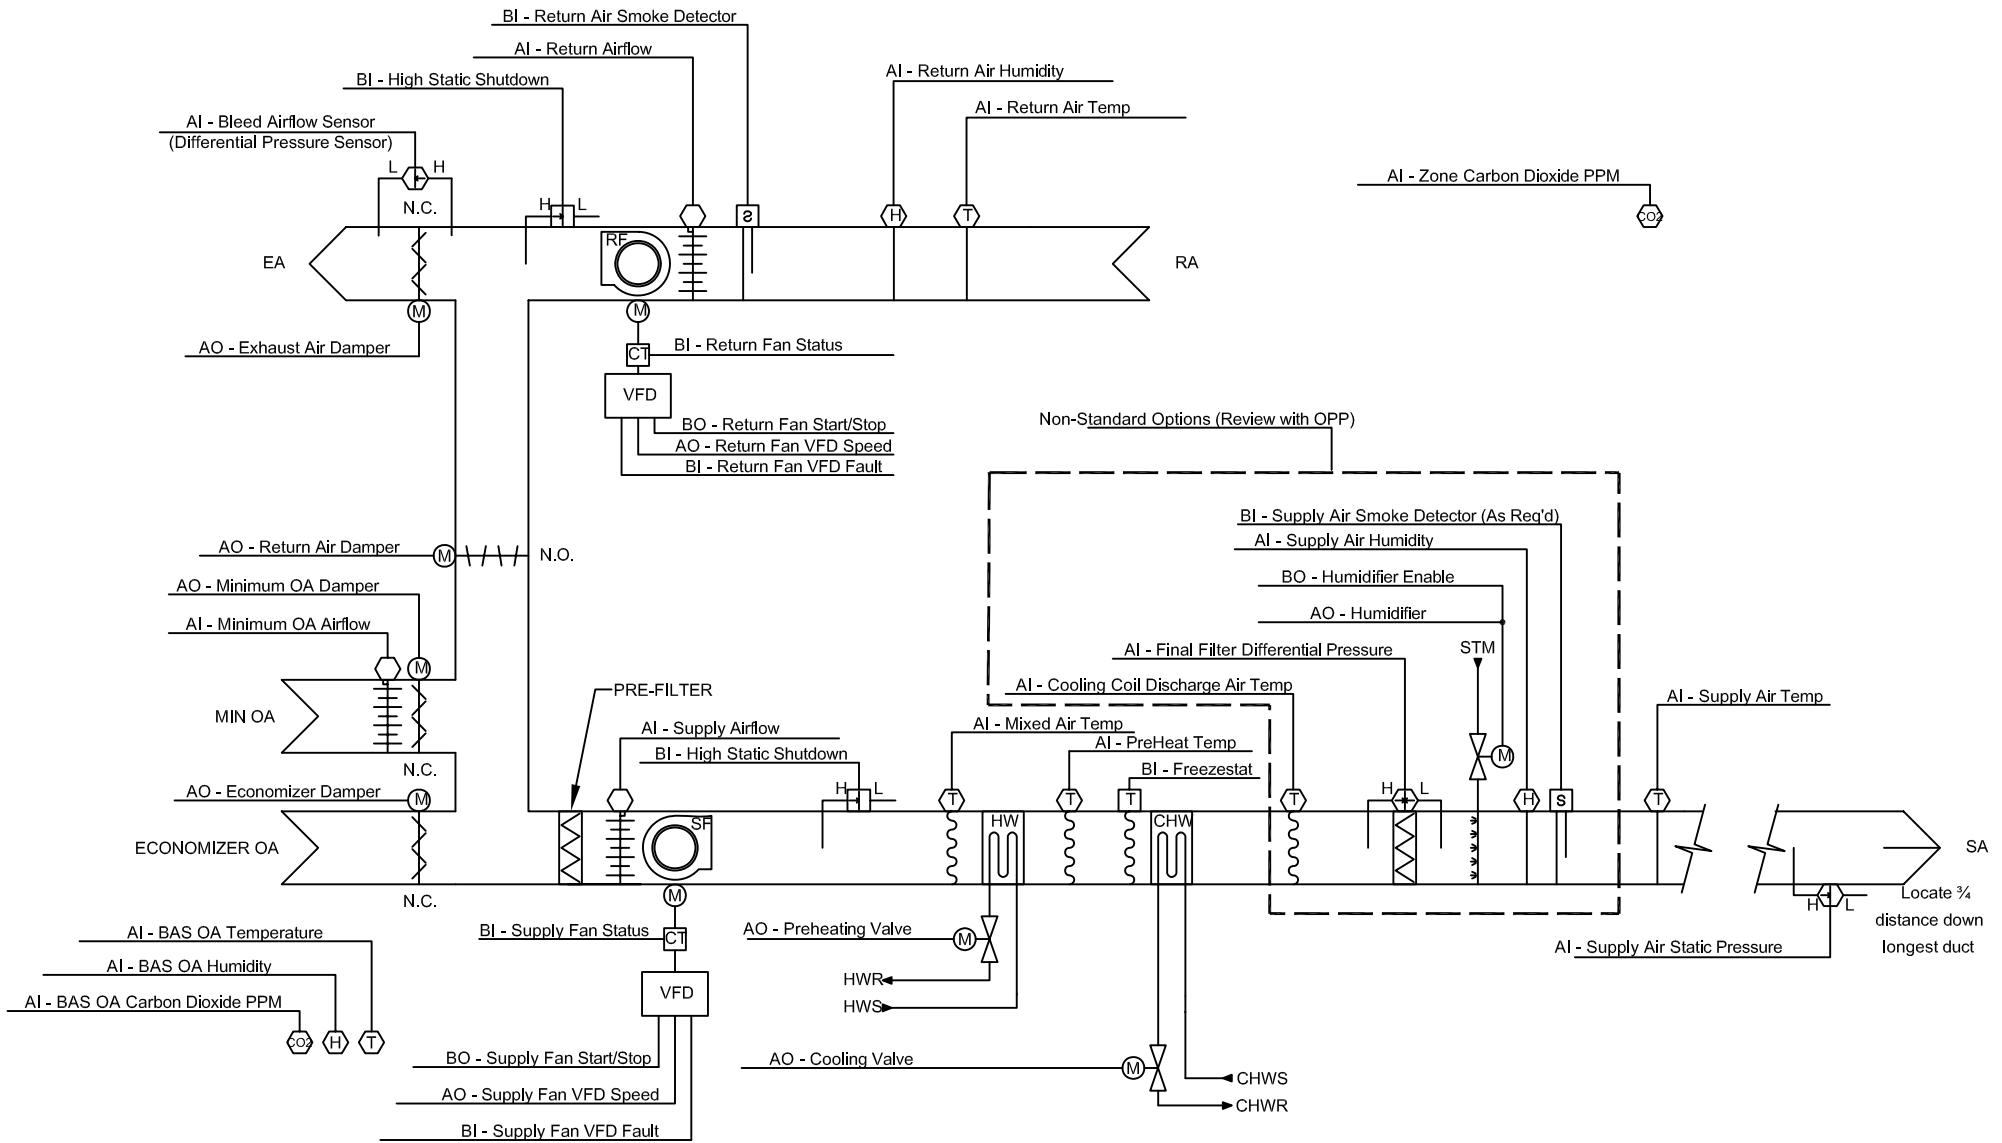 BI - Return Air Smoke Detector
AI - Return Airflow
BI - High Static Shutdown
AI - Return Air Humidity
AI - Return Air Temp
AI - Bleed Airflow Sensor
(Differential Pressure Sensor)
L
H
N.C.
AI - Zone Carbon Dioxide PPM
CO2
H
L
S
H
T
EA
RF
RA
M
M
AO - Exhaust Air Damper
CT
BI - Return Fan Status
VFD
BO - Return Fan Start/Stop
AO - Return Fan VFD Speed
BI - Return Fan VFD Fault
Non-Standard Options (Review with OPP)
BI - Supply Air Smoke Detector (As Req'd)
AI - Supply Air Humidity
BO - Humidifier Enable
AO - Humidifier
AO - Return Air Damper
M
N.O.
AO - Minimum OA Damper
AI - Minimum OA Airflow
M
MIN OA
N.C.
STM
AI - Final Filter Differential Pressure
AI - Cooling Coil Discharge Air Temp
PRE-FILTER
AI - Supply Airflow
BI - High Static Shutdown
AI - Mixed Air Temp
AI - PreHeat Temp
BI - Freezestat
AI - Supply Air Temp
M
AO - Economizer Damper
M
H
L
T
T
T
T
H
L
H
S
T
ECONOMIZER OA
SF
HW
CHW
SA
N.C.
M
H
L
Locate ¾
distance down
longest duct
AI - Supply Air Static Pressure
BI - Supply Fan Status
CT
AO - Preheating Valve
M
HWR
HWS
VFD
AI - BAS OA Temperature
AI - BAS OA Humidity
AI - BAS OA Carbon Dioxide PPM
CO2
H
T
BO - Supply Fan Start/Stop
AO - Supply Fan VFD Speed
BI - Supply Fan VFD Fault
AO - Cooling Valve
M
CHWS
CHWR